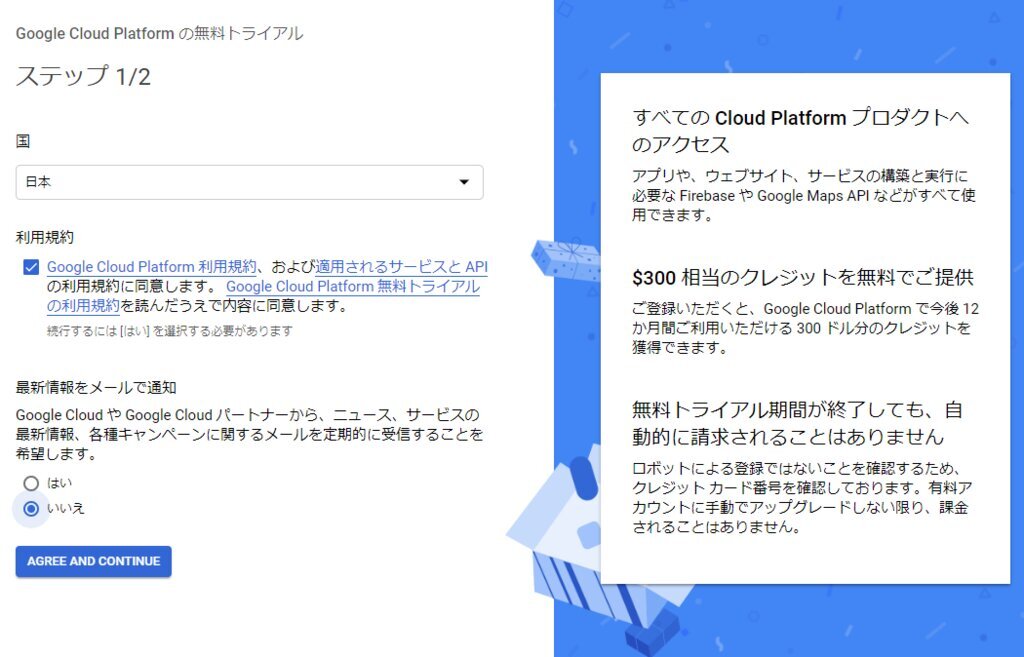 Google Cloud Platform の無料トライアル
ステップ 1/2
国
日本
利用規約
Google Cloud Platform 利用規約、および適用されるサービスと API
の利用規約に同意します。 Google Cloud Platform 無料トライアル
の利用規約を読んだうえで内容に同意します。
続行するには [はい] を選択する必要があります
最新情報をメールで通知
Google Cloud や Google Cloud パートナーから、ニュース、サービスの
最新情報、各種キャンペーンに関するメールを定期的に受信することを
希望します。
はい
いいえ
AGREE AND CONTINUE
すべての Cloud Platform プロダクトへ
のアクセス
アプリや、ウェブサイト、サービスの構築と実行に
必要な Firebase や Google Maps API などがすべて使
用できます。
$300 相当のクレジットを無料でご提供
ご登録いただくと、Google Cloud Platform で今後 12
か月間ご利用いただける 300 ドル分のクレジットを
獲得できます。
無料トライアル期間が終了しても、自
動的に請求されることはありません
ロボットによる登録ではないことを確認するため、
クレジット カード番号を確認しております。有料ア
カウントに手動でアップグレードしない限り、課金
されることはありません。